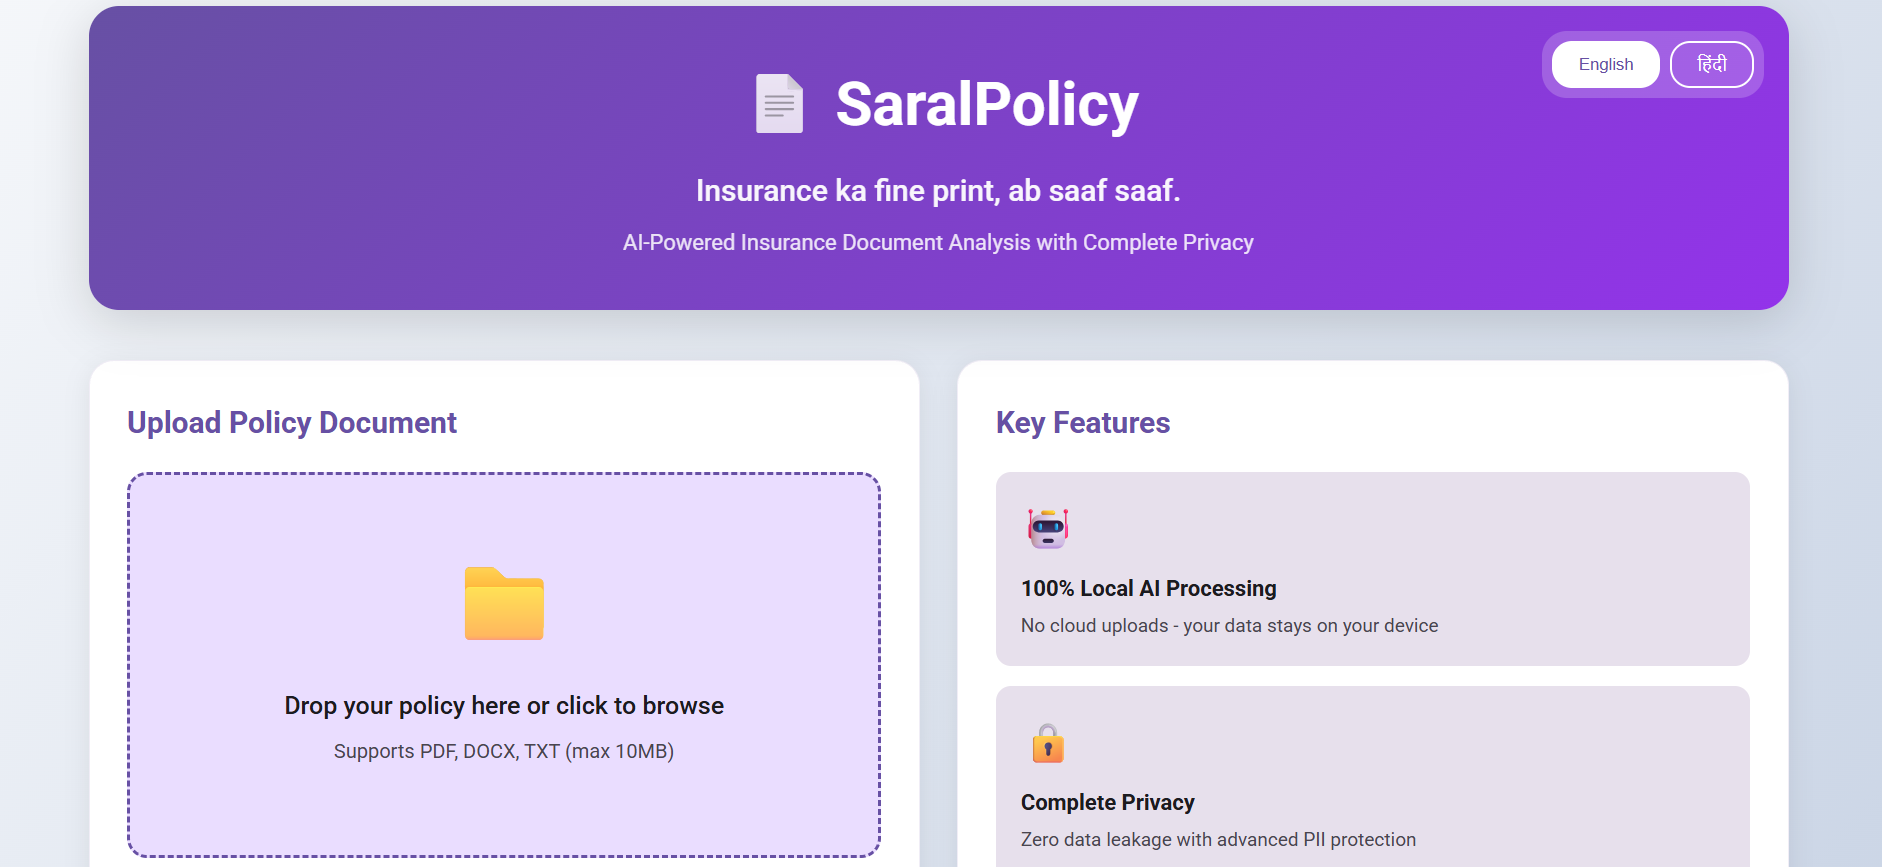 English
हिंदी
SaralPolicy
Insurance ka fine print, ab saaf saaf.
AI-Powered Insurance Document Analysis with Complete Privacy
Upload Policy Document
Drop your policy here or click to browse
Supports PDF, DOCX, TXT (max 10MB)
Key Features
100% Local AI Processing
No cloud uploads - your data stays on your device
Complete Privacy
Zero data leakage with advanced PII protection